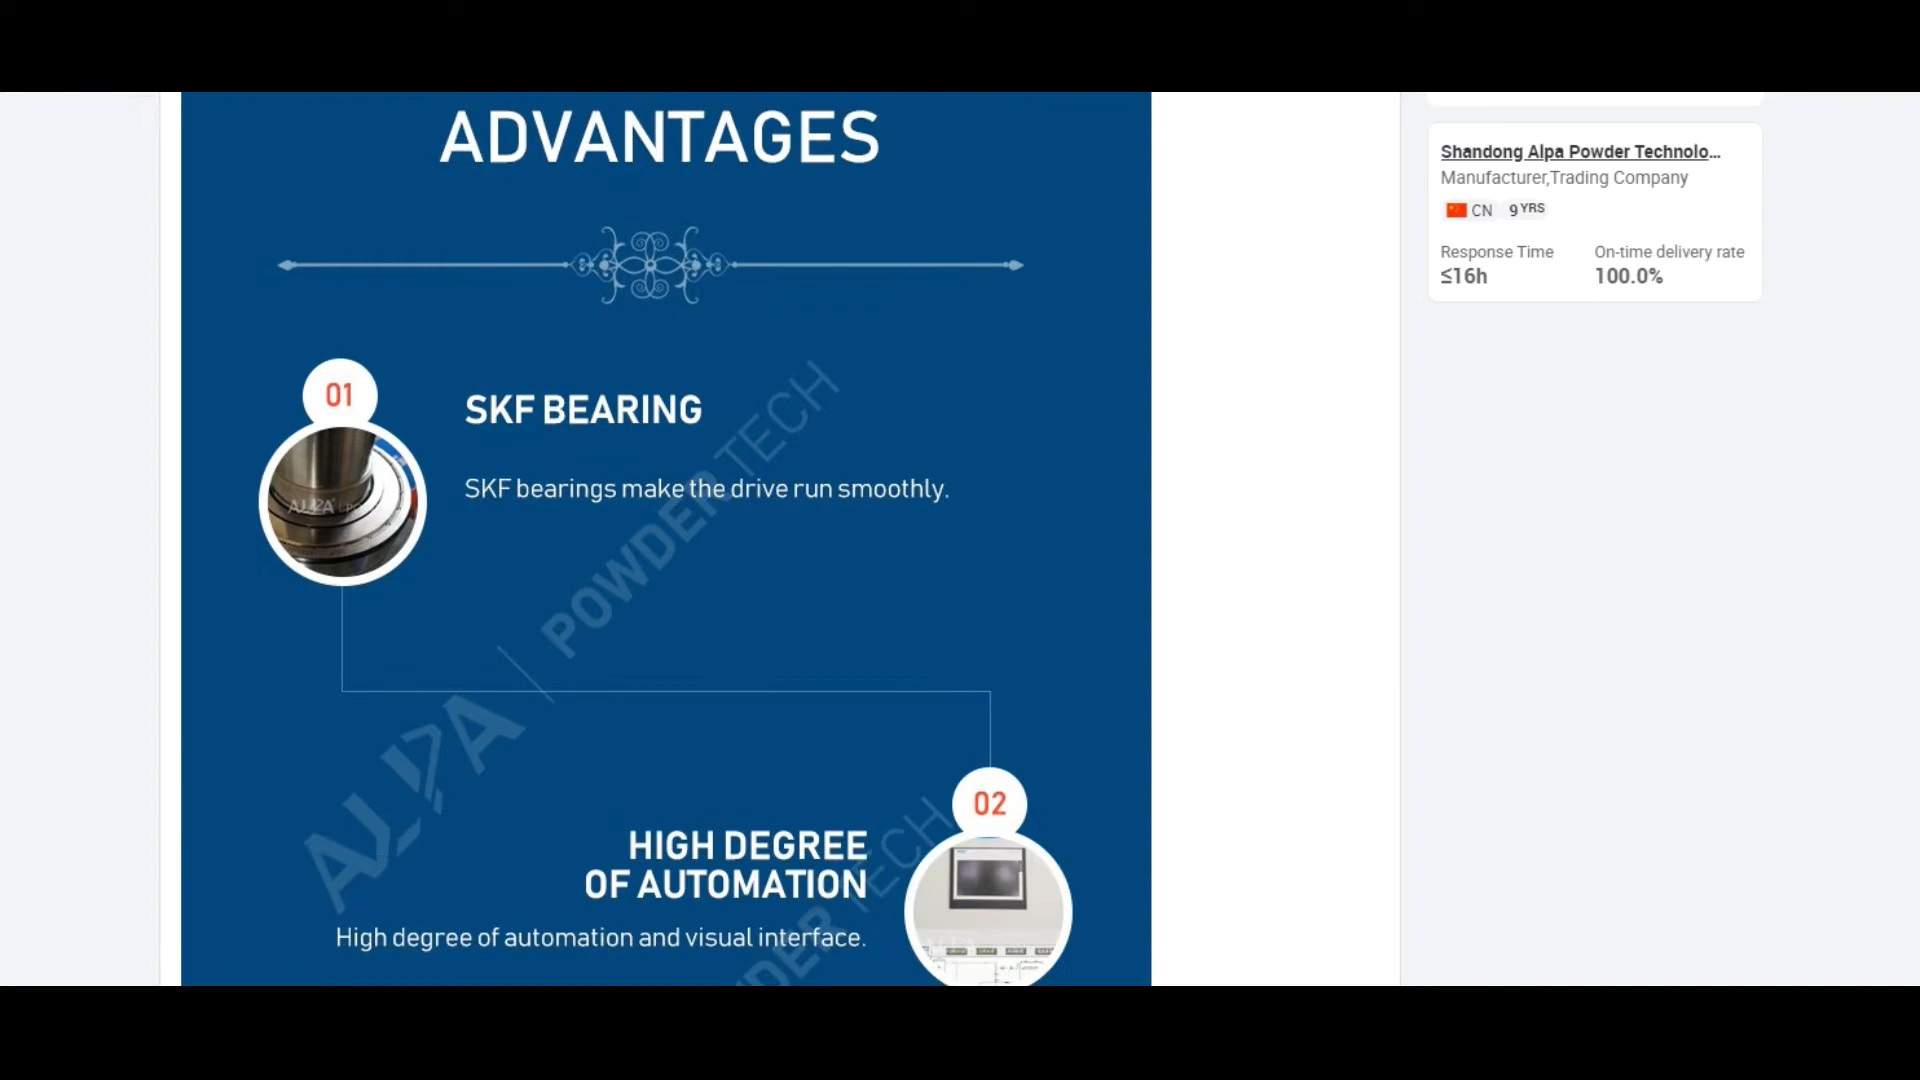 ADVANTAGES
01
SKF BEARING
SKF bearings make the drive run smoothly.
ALPA | POWDER TECH
02
HIGH DEGREE
OF AUTOMATION
High degree of automation and visual interface.
Shandong Alpa Powder Technolo...
Manufacturer,Trading Company
CN 9 YRS
Response Time On-time delivery rate
≤16h 100.0%